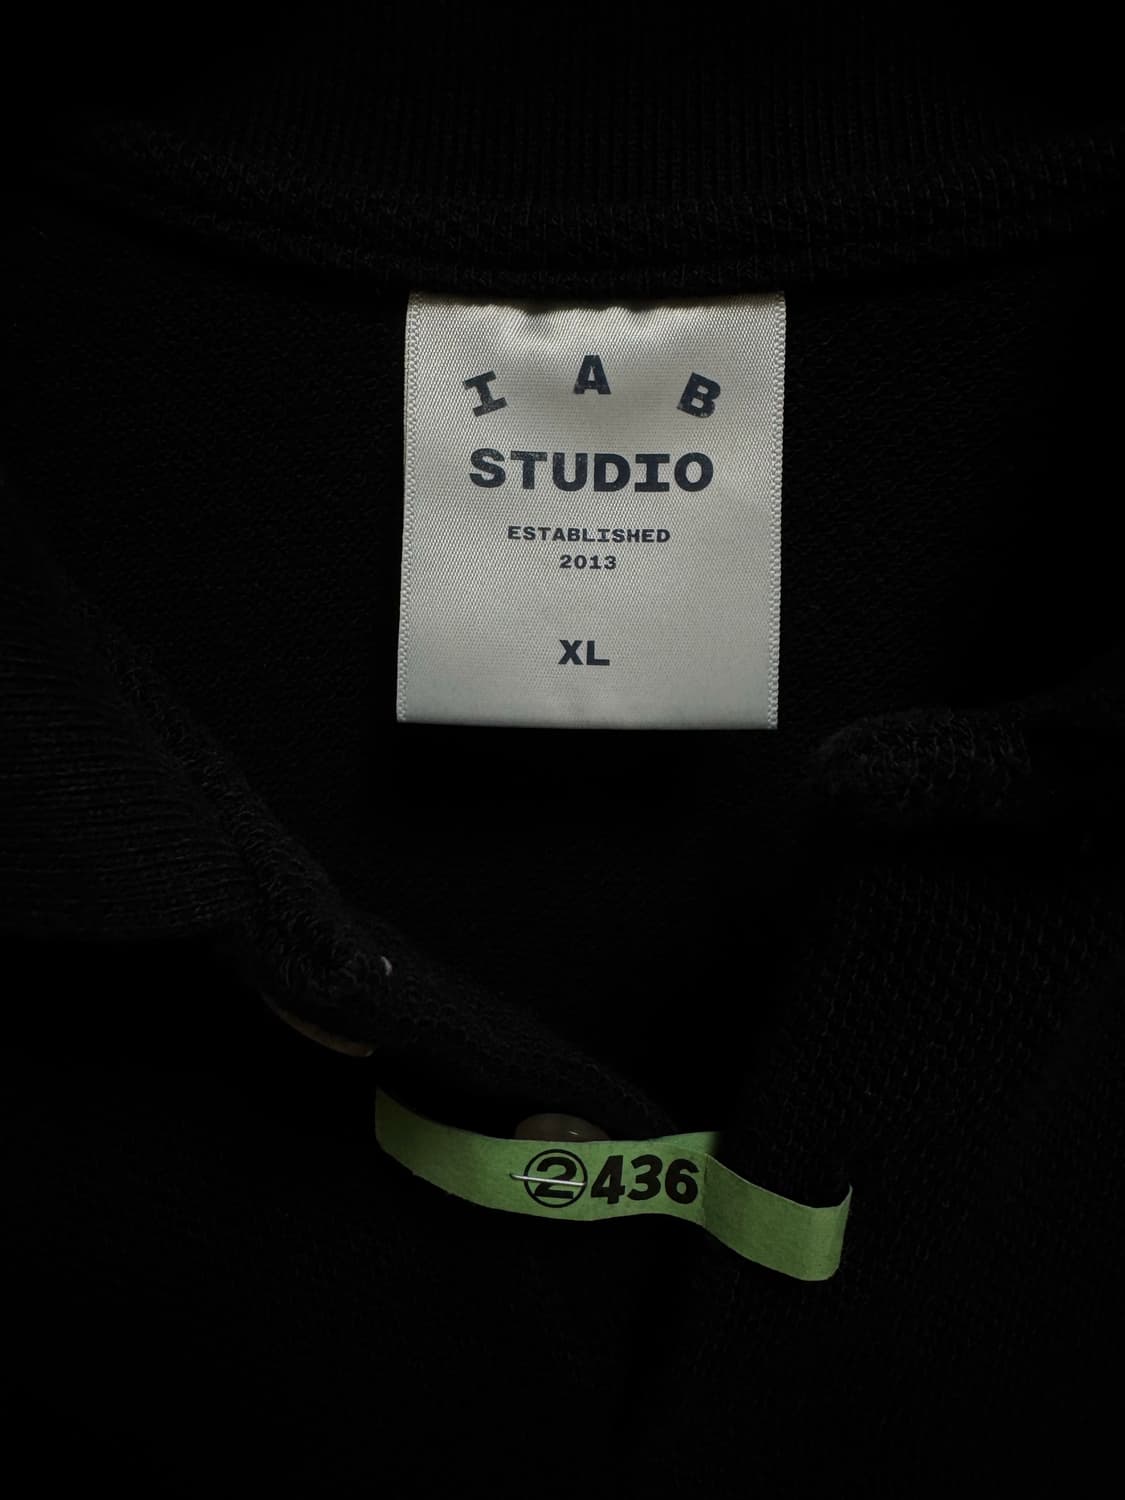 I A B
STUDIO
ESTABLISHED
2013
XL
②436